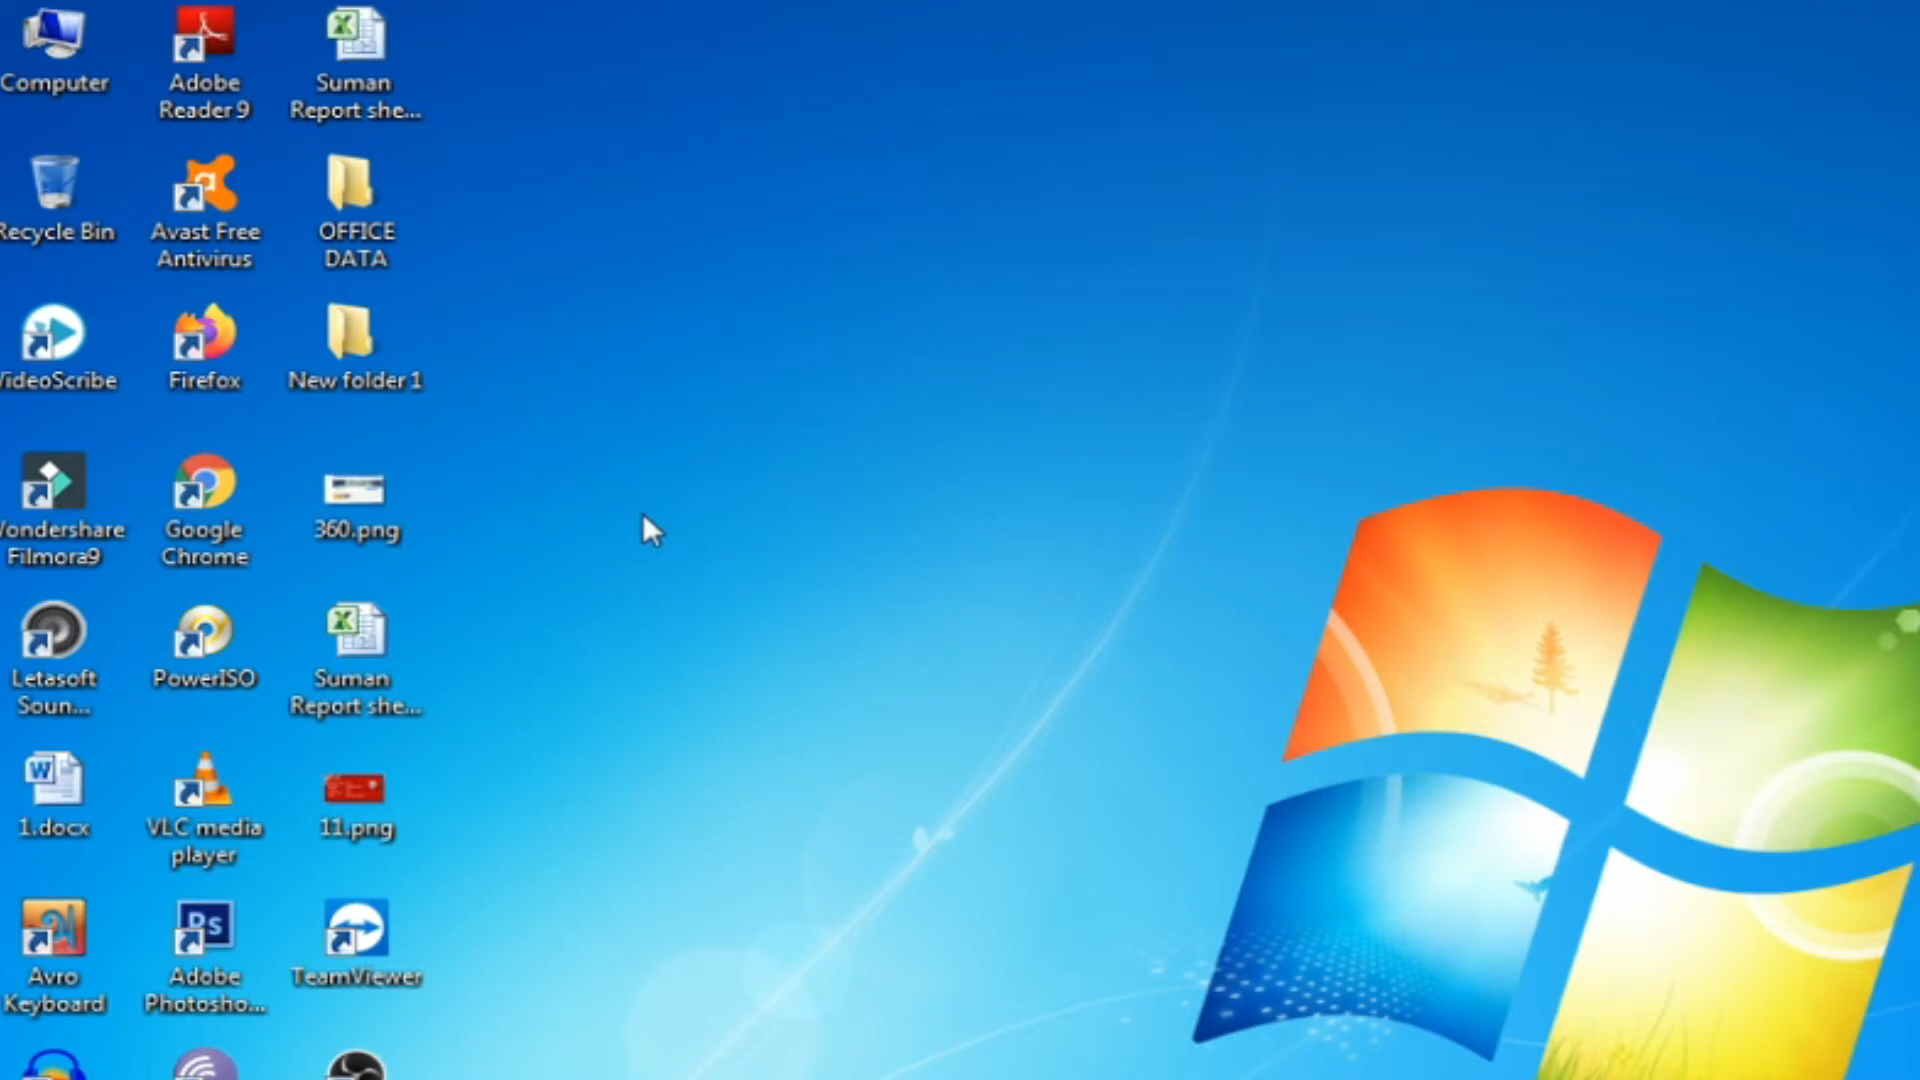 Computer
Adobe
Reader 9
Suman
Report she...
Recycle Bin
Avast Free
Antivirus
OFFICE
DATA
VideoScribe
Firefox
New folder 1
Wondershare
Filmora9
Google
Chrome
360.png
Letasoft
Soun...
PowerISO
Suman
Report she...
1.docx
VLC media
player
11.png
Avro
Keyboard
Ps
Adobe
Photosho...
TeamViewer